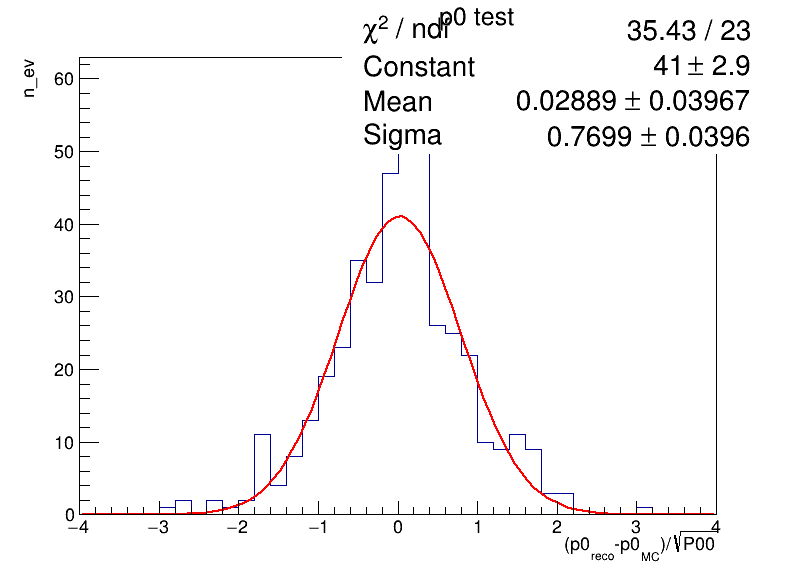 p0 test
χ² / ndf 35.43 / 23
Constant 41 ± 2.9
Mean 0.02889 ± 0.03967
Sigma 0.7699 ± 0.0396
n_ev
60
50
40
30
20
10
0
−4 −3 −2 −1 0 1 2 3 4
(p0_reco-p0_MC)/√P00